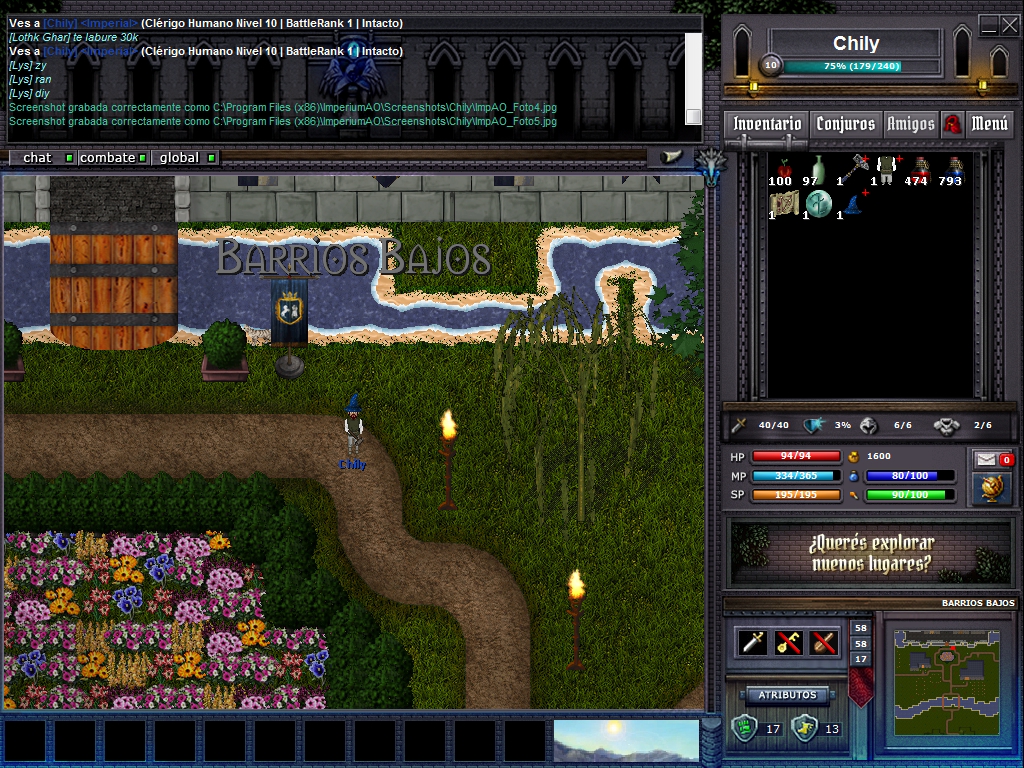 Ves a [Chily] <Imperial> (Clérigo Humano Nivel 10 | BattleRank 1 | Intacto)
[Lothk Ghar] te labure 30k
Ves a [Chily] <Imperial> (Clérigo Humano Nivel 10 | BattleRank 1 | Intacto)
[Lys] zy
[Lys] ran
[Lys] diy
Screenshot grabada correctamente como C:\Program Files (x86)\ImperiumAO\Screenshots\Chily\ImpAO_Foto4.jpg
Screenshot grabada correctamente como C:\Program Files (x86)\ImperiumAO\Screenshots\Chily\ImpAO_Foto5.jpg
chat combate global
Barrios Bajos
Chily
Chily
10 75% (179/240)
Inventario Conjuros Amigos Menú
100 97 1 1 474 793
1 1 1
40/40 3% 6/6 2/6
HP 94/94 1600
0
MP 334/365 80/100
SP 195/195 90/100
¿Querés explorar
nuevos lugares?
BARRIOS BAJOS
58
58
17
ATRIBUTOS
17 13